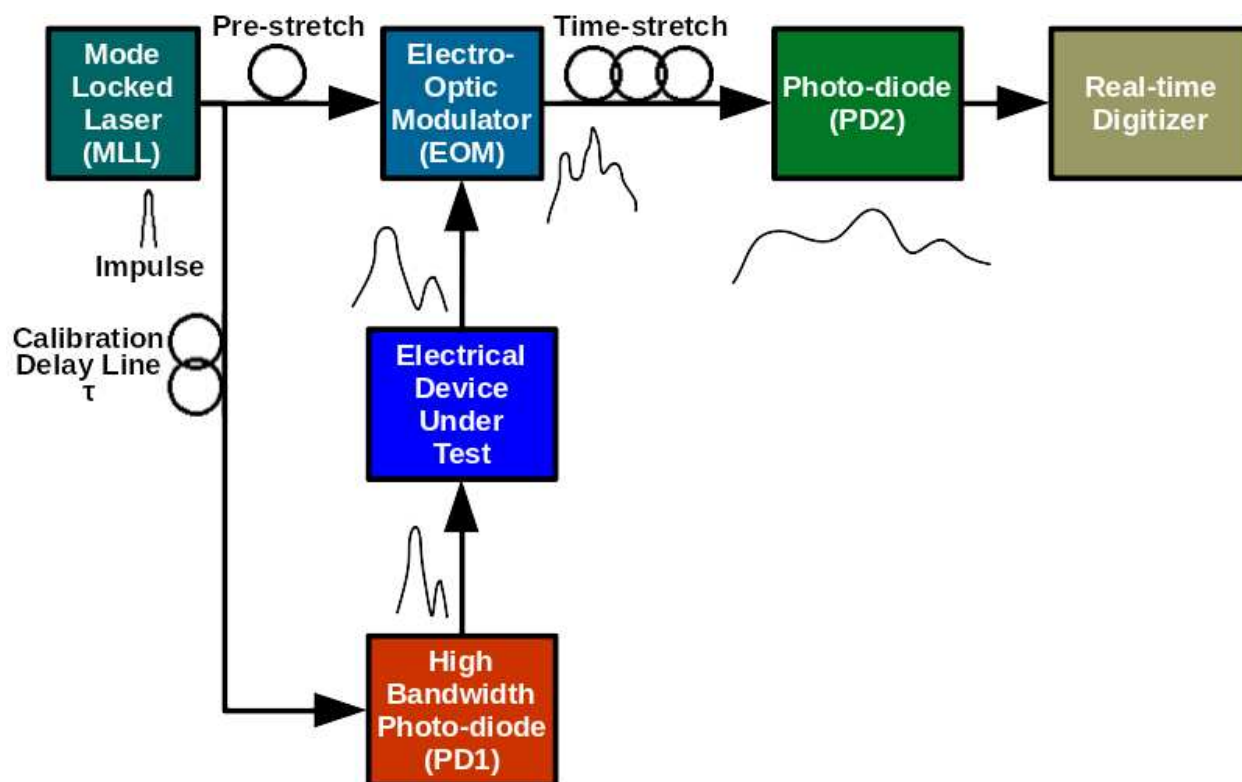 Pre-stretch
Time-stretch
Mode
Locked
Laser
(MLL)
Electro-
Optic
Modulator
(EOM)
Photo-diode
(PD2)
Real-time
Digitizer
Impulse
Calibration
Delay Line
τ
Electrical
Device
Under
Test
High
Bandwidth
Photo-diode
(PD1)